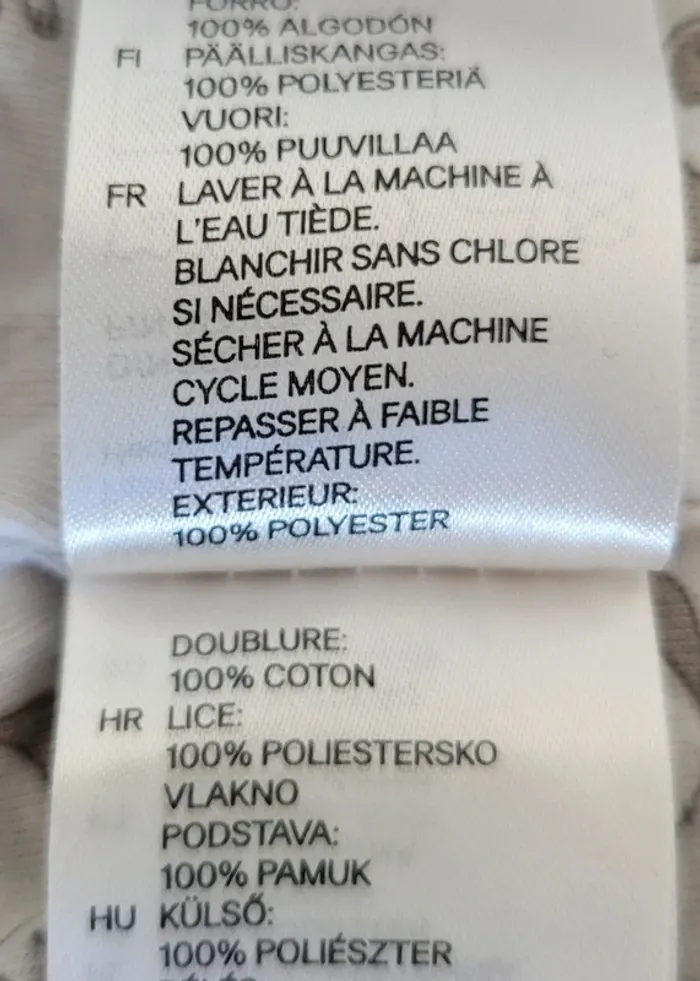 FORRO:
100% ALGODÓN
FI PÄÄLLISKANGAS:
100% POLYESTERIÄ
VUORI:
100% PUUVILLAA
FR LAVER À LA MACHINE À
L'EAU TIÈDE.
BLANCHIR SANS CHLORE
SI NÉCESSAIRE.
SÉCHER À LA MACHINE
CYCLE MOYEN.
REPASSER À FAIBLE
TEMPÉRATURE.
EXTERIEUR:
100% POLYESTER
DOUBLURE:
100% COTON
HR LICE:
100% POLIESTERSKO
VLAKNO
PODSTAVA:
100% PAMUK
HU KÜLSŐ:
100% POLIÉSZTER